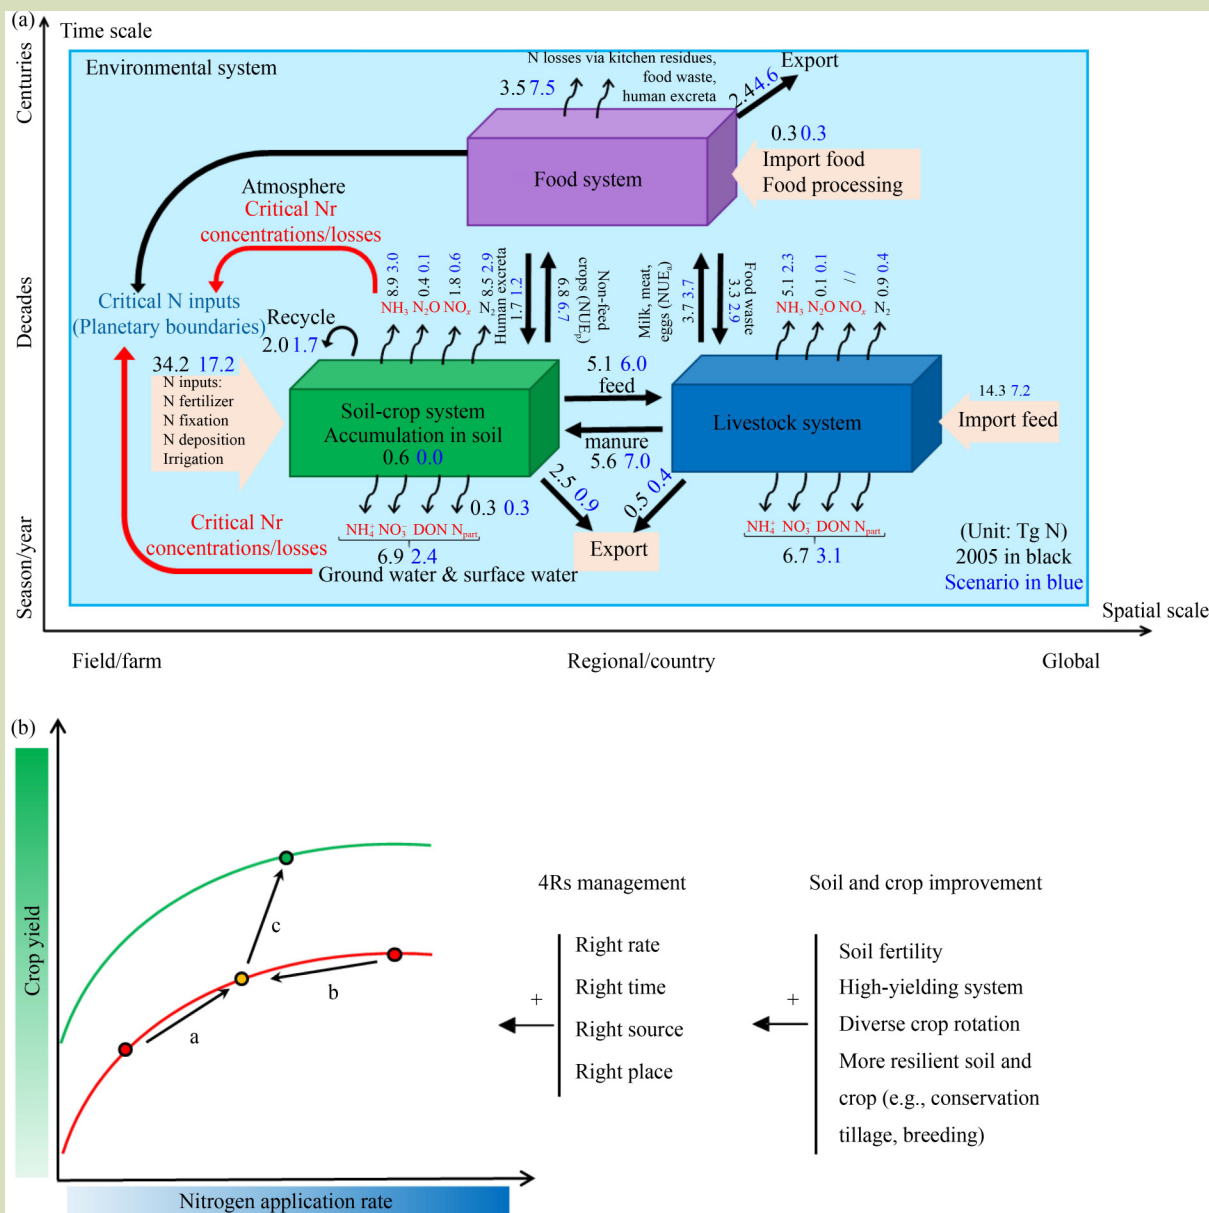 (a)
Time scale
Centuries
Decades
Season/year
Environmental system
N losses via kitchen residues,
food waste,
human excreta
3.5 7.5
Export
2.4 4.6
0.3 0.3
Import food
Food processing
Food system
Atmosphere
Critical Nr
concentrations/losses
Critical N inputs
(Planetary boundaries)
8.9 3.0
0.4 0.1
1.8 0.6
8.5 2.9
NH₃ N₂O NOₓ N₂
Human excreta
1.7 1.2
6.8 6.7
Non-feed
crops (NUEₚ)
Milk, meat,
eggs (NUEₐ)
3.7 3.7
3.3 2.9
Food waste
5.1 2.3
0.1 0.1
/ /
0.9 0.4
NH₃ N₂O NOₓ N₂
Recycle
2.0 1.7
34.2 17.2
N inputs:
N fertilizer
N fixation
N deposition
Irrigation
Soil-crop system
Accumulation in soil
0.6 0.0
5.1 6.0
feed
manure
5.6 7.0
Livestock system
14.3 7.2
Import feed
2.5 0.9
0.5 0.4
Export
0.3 0.3
NH₄⁺ NO₃⁻ DON Nₚₐᵣₜ
6.9 2.4
NH₄⁺ NO₃⁻ DON Nₚₐᵣₜ
6.7 3.1
Critical Nr
concentrations/losses
Ground water & surface water
(Unit: Tg N)
2005 in black
Scenario in blue
Spatial scale
Field/farm
Regional/country
Global
(b)
Crop yield
a
b
c
Nitrogen application rate
+
4Rs management
Right rate
Right time
Right source
Right place
+
Soil and crop improvement
Soil fertility
High-yielding system
Diverse crop rotation
More resilient soil and
crop (e.g., conservation
tillage, breeding)